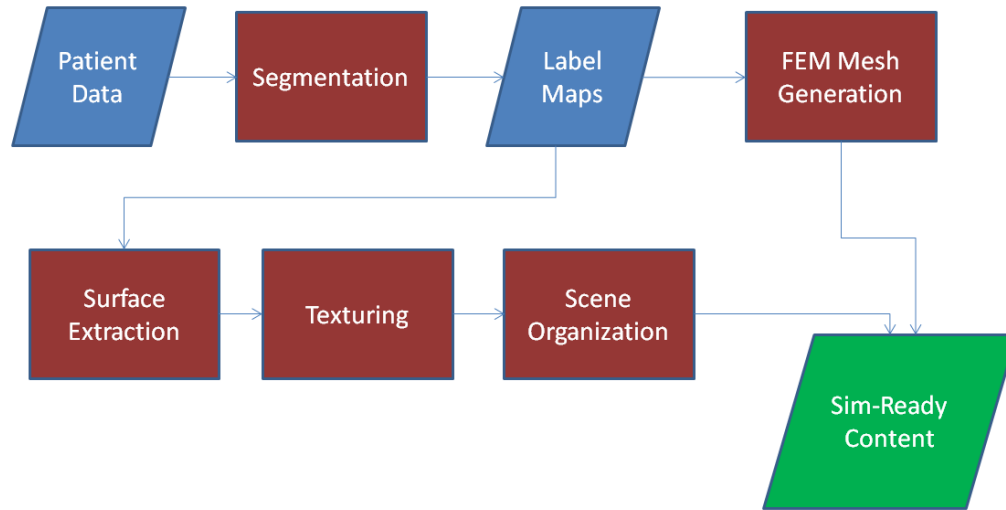 Patient
Data
Segmentation
Label
Maps
FEM Mesh
Generation
Surface
Extraction
Texturing
Scene
Organization
Sim-Ready
Content